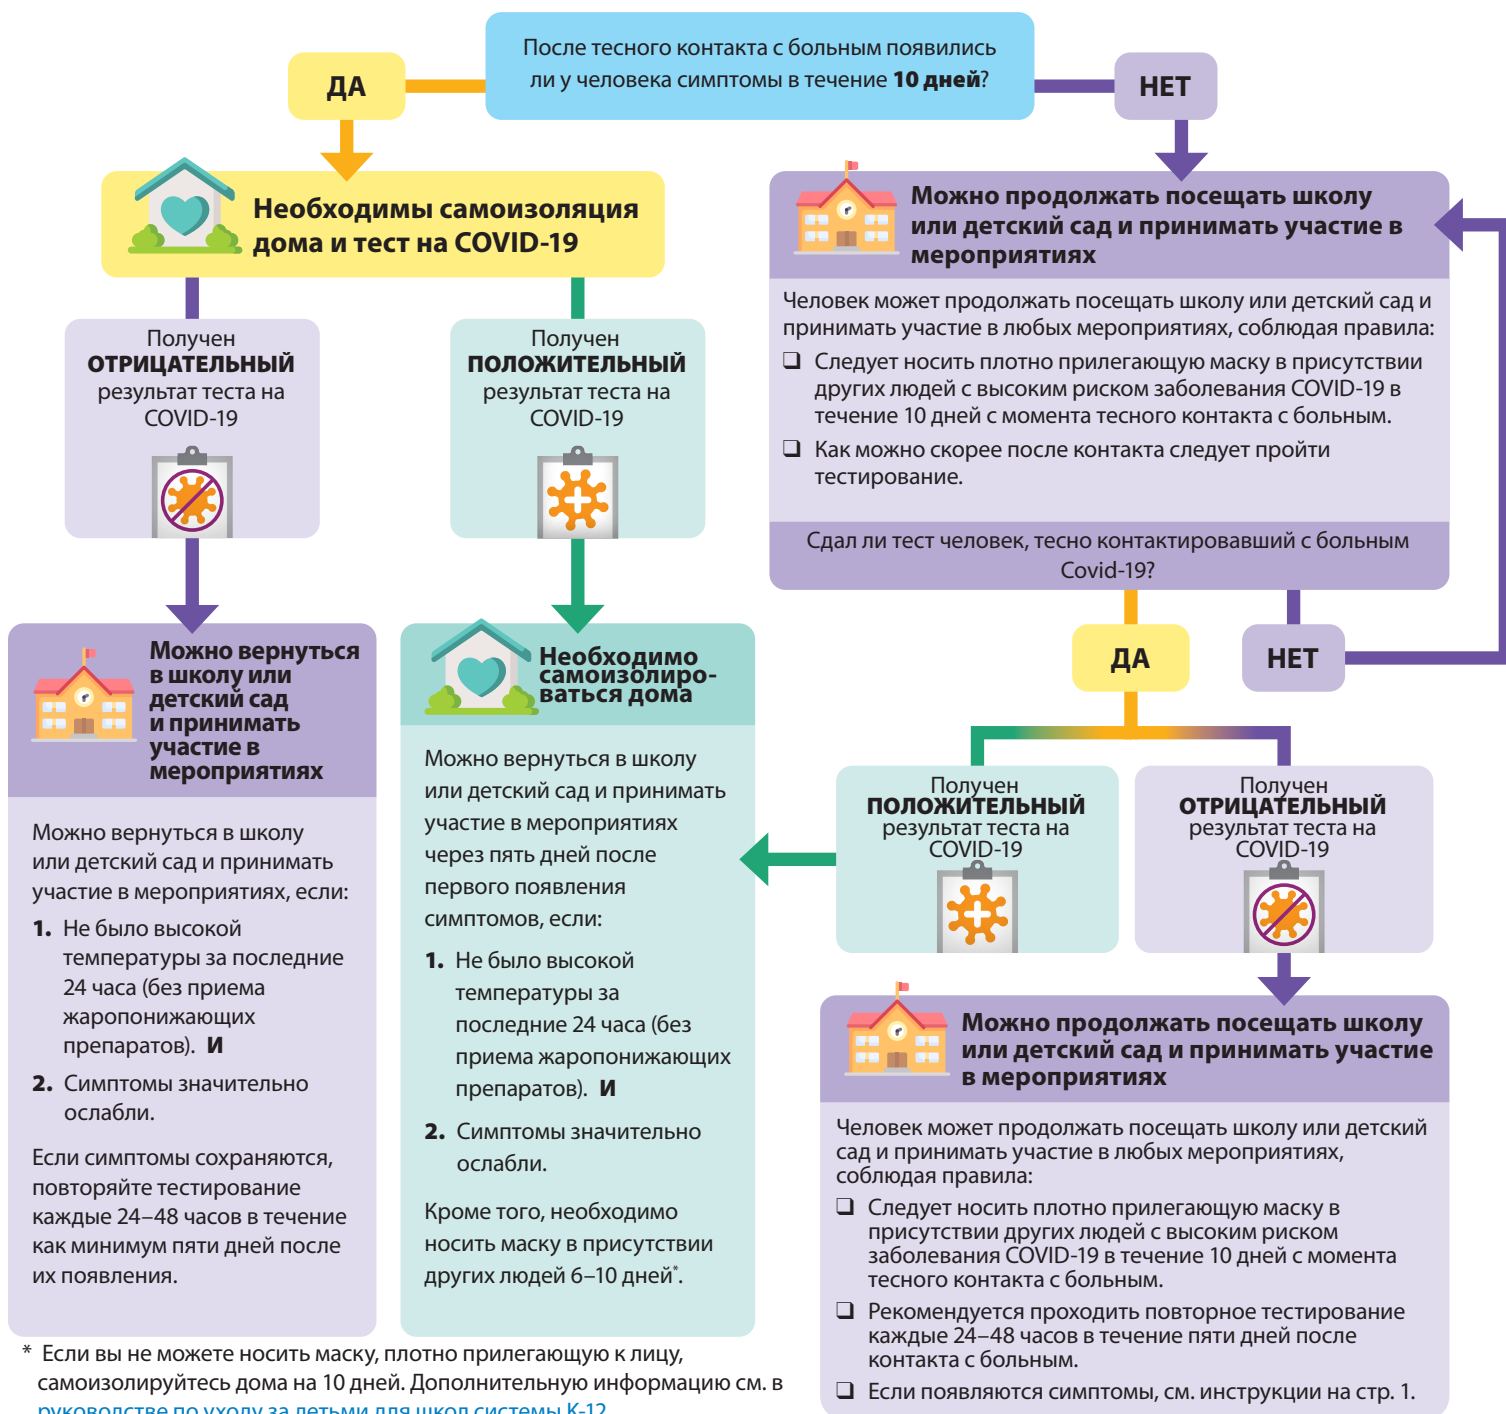 После тесного контакта с больным появились
ли у человека симптомы в течение 10 дней?
ДА
НЕТ
Необходимы самоизоляция
дома и тест на COVID-19
Можно продолжать посещать школу
или детский сад и принимать участие в
мероприятиях
Человек может продолжать посещать школу или детский сад и
принимать участие в любых мероприятиях, соблюдая правила:
❑ Следует носить плотно прилегающую маску в присутствии
других людей с высоким риском заболевания COVID-19 в
течение 10 дней с момента тесного контакта с больным.
❑ Как можно скорее после контакта следует пройти
тестирование.
Сдал ли тест человек, тесно контактировавший с больным
Covid-19?
Получен
ОТРИЦАТЕЛЬНЫЙ
результат теста на
COVID-19
Получен
ПОЛОЖИТЕЛЬНЫЙ
результат теста на
COVID-19
ДА
НЕТ
Можно вернуться
в школу или
детский сад
и принимать
участие в
мероприятиях
Можно вернуться в школу
или детский сад и принимать
участие в мероприятиях, если:
1. Не было высокой
температуры за последние
24 часа (без приема
жаропонижающих
препаратов). И
2. Симптомы значительно
ослабли.
Если симптомы сохраняются,
повторяйте тестирование
каждые 24–48 часов в течение
как минимум пяти дней после
их появления.
Необходимо
самоизолиро-
ваться дома
Можно вернуться в школу
или детский сад и принимать
участие в мероприятиях
через пять дней после
первого появления
симптомов, если:
1. Не было высокой
температуры за
последние 24 часа (без
приема жаропонижающих
препаратов). И
2. Симптомы значительно
ослабли.
Кроме того, необходимо
носить маску в присутствии
других людей 6–10 дней*.
Получен
ПОЛОЖИТЕЛЬНЫЙ
результат теста на
COVID-19
Получен
ОТРИЦАТЕЛЬНЫЙ
результат теста на
COVID-19
Можно продолжать посещать школу
или детский сад и принимать участие
в мероприятиях
Человек может продолжать посещать школу или детский
сад и принимать участие в любых мероприятиях,
соблюдая правила:
❑ Следует носить плотно прилегающую маску в
присутствии других людей с высоким риском
заболевания COVID-19 в течение 10 дней с момента
тесного контакта с больным.
❑ Рекомендуется проходить повторное тестирование
каждые 24–48 часов в течение пяти дней после
контакта с больным.
❑ Если появляются симптомы, см. инструкции на стр. 1.
* Если вы не можете носить маску, плотно прилегающую к лицу,
самоизолируйтесь дома на 10 дней. Дополнительную информацию см. в
руководстве по уходу за детьми для школ системы K-12